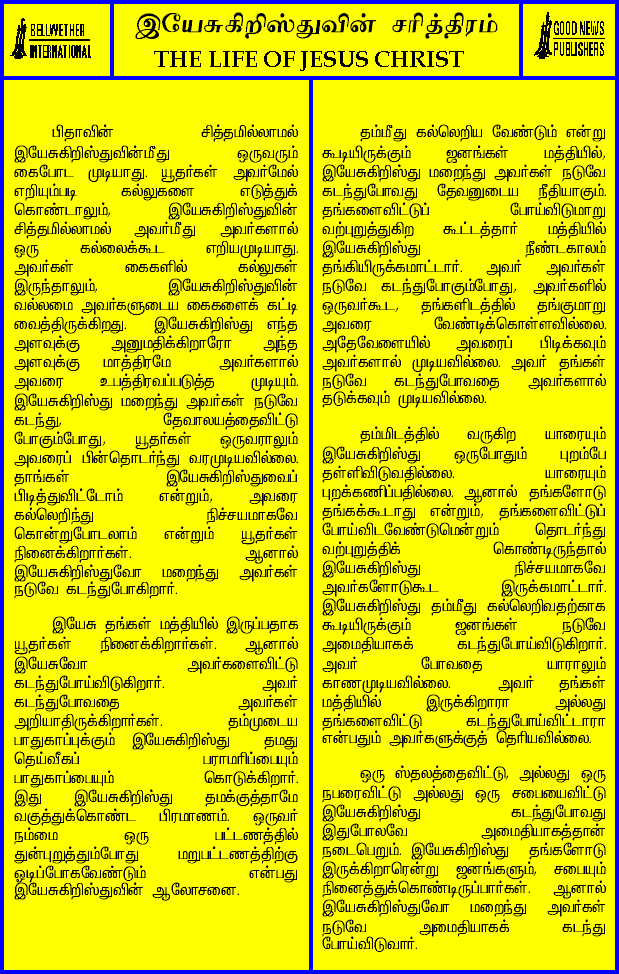 BELLWETHER
INTERNATIONAL
இயேசுகிறிஸ்துவின் சரித்திரம்
THE LIFE OF JESUS CHRIST
GOOD NEWS
PUBLISHERS
பிதாவின் சித்தமில்லாமல்
இயேசுகிறிஸ்துவின்மீது ஒருவரும்
கைபோட முடியாது. யூதர்கள் அவர்மேல்
எறியும்படி கல்லுகளை எடுத்துக்
கொண்டாலும், இயேசுகிறிஸ்துவின்
சித்தமில்லாமல் அவர்மீது அவர்களால்
ஒரு கல்லைக்கூட எறியமுடியாது.
அவர்கள் கைகளில் கல்லுகள்
இருந்தாலும், இயேசுகிறிஸ்துவின்
வல்லமை அவர்களுடைய கைகளைக் கட்டி
வைத்திருக்கிறது. இயேசுகிறிஸ்து எந்த
அளவுக்கு அனுமதிக்கிறாரோ அந்த
அளவுக்கு மாத்திரமே அவர்களால்
அவரை உபத்திரவப்படுத்த முடியும்.
இயேசுகிறிஸ்து மறைந்து அவர்கள் நடுவே
கடந்து, தேவாலயத்தைவிட்டு
போகும்போது, யூதர்கள் ஒருவராலும்
அவரைப் பின்தொடர்ந்து வரமுடியவில்லை.
தாங்கள் இயேசுகிறிஸ்துவைப்
பிடித்துவிட்டோம் என்றும், அவரை
கல்லெறிந்து நிச்சயமாகவே
கொன்றுபோடலாம் என்றும் யூதர்கள்
நினைக்கிறார்கள். ஆனால்
இயேசுகிறிஸ்துவோ மறைந்து அவர்கள்
நடுவே கடந்துபோகிறார்.
இயேசு தங்கள் மத்தியில் இருப்பதாக
யூதர்கள் நினைக்கிறார்கள். ஆனால்
இயேசுவோ அவர்களைவிட்டு
கடந்துபோய்விடுகிறார். அவர்
கடந்துபோவதை அவர்கள்
அறியாதிருக்கிறார்கள். தம்முடைய
பாதுகாப்புக்கும் இயேசுகிறிஸ்து தமது
தெய்வீகப் பராமரிப்பையும்
பாதுகாப்பையும் கொடுக்கிறார்.
இது இயேசுகிறிஸ்து தமக்குத்தாமே
வகுத்துக்கொண்ட பிரமாணம். ஒருவர்
நம்மை ஒரு பட்டணத்தில்
துன்புறுத்தும்போது மறுபட்டணத்திற்கு
ஓடிப்போகவேண்டும் என்பது
இயேசுகிறிஸ்துவின் ஆலோசனை.
தம்மீது கல்லெறிய வேண்டும் என்று
கூடியிருக்கும் ஜனங்கள் மத்தியில்,
இயேசுகிறிஸ்து மறைந்து அவர்கள் நடுவே
கடந்துபோவது தேவனுடைய நீதியாகும்.
தங்களைவிட்டுப் போய்விடுமாறு
வற்புறுத்துகிற கூட்டத்தார் மத்தியில்
இயேசுகிறிஸ்து நீண்டகாலம்
தங்கியிருக்கமாட்டார். அவர் அவர்கள்
நடுவே கடந்துபோகும்போது, அவர்களில்
ஒருவர்கூட, தங்களிடத்தில் தங்குமாறு
அவரை வேண்டிக்கொள்ளவில்லை.
அதேவேளையில் அவரைப் பிடிக்கவும்
அவர்களால் முடியவில்லை. அவர் தங்கள்
நடுவே கடந்துபோவதை அவர்களால்
தடுக்கவும் முடியவில்லை.
தம்மிடத்தில் வருகிற யாரையும்
இயேசுகிறிஸ்து ஒருபோதும் புறம்பே
தள்ளிவிடுவதில்லை. யாரையும்
புறக்கணிப்பதில்லை. ஆனால் தங்களோடு
தங்கக்கூடாது என்றும், தங்களைவிட்டுப்
போய்விடவேண்டுமென்றும் தொடர்ந்து
வற்புறுத்திக் கொண்டிருந்தால்
இயேசுகிறிஸ்து நிச்சயமாகவே
அவர்களோடுகூட இருக்கமாட்டார்.
இயேசுகிறிஸ்து தம்மீது கல்லெறிவதற்காக
கூடியிருக்கும் ஜனங்கள் நடுவே
அமைதியாகக் கடந்துபோய்விடுகிறார்.
அவர் போவதை யாராலும்
காணமுடியவில்லை. அவர் தங்கள்
மத்தியில் இருக்கிறாரா அல்லது
தங்களைவிட்டு கடந்துபோய்விட்டாரா
என்பதும் அவர்களுக்குத் தெரியவில்லை.
ஒரு ஸ்தலத்தைவிட்டு, அல்லது ஒரு
நபரைவிட்டு அல்லது ஒரு சபையைவிட்டு
இயேசுகிறிஸ்து கடந்துபோவது
இதுபோலவே அமைதியாகத்தான்
நடைபெறும். இயேசுகிறிஸ்து தங்களோடு
இருக்கிறாரென்று ஜனங்களும், சபையும்
நினைத்துக்கொண்டிருப்பார்கள். ஆனால்
இயேசுகிறிஸ்துவோ மறைந்து அவர்கள்
நடுவே அமைதியாகக் கடந்து
போய்விடுவார்.